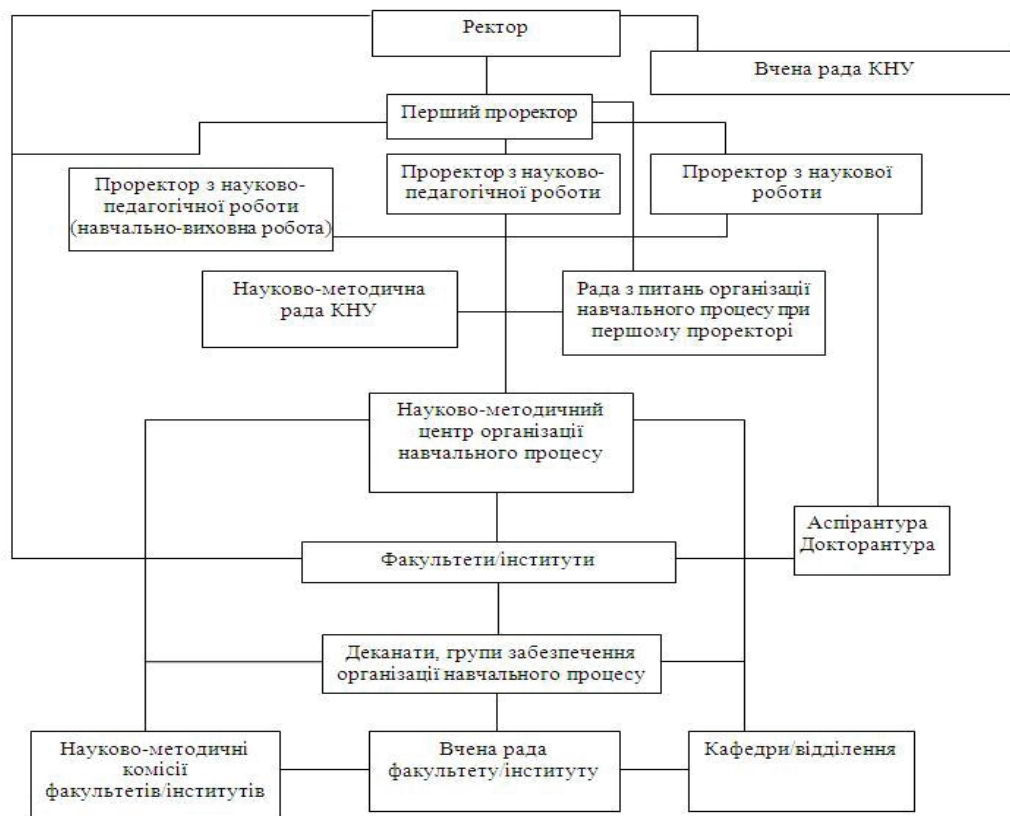 Ректор
Вчена рада КНУ
Перший проректор
Проректор з науково-
педагогічної роботи
(навчально-виховна робота)
Проректор з науково-
педагогічної роботи
Проректор з наукової
роботи
Науково-методична
рада КНУ
Рада з питань організації
навчального процесу при
першому проректорі
Науково-методичний
центр організації
навчального процесу
Аспірантура
Докторантура
Факультети/інститути
Деканати, групи забезпечення
організації навчального процесу
Науково-методичні
комісії
факультетів/інститутів
Вчена рада
факультету/інституту
Кафедри/відділення